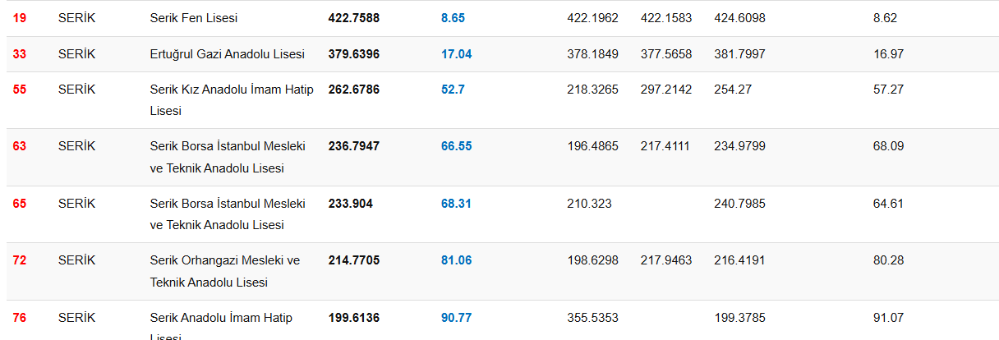 19 SERİK Serik Fen Lisesi 422.7588 8.65 422.1962 422.1583 424.6098 8.62
33 SERİK Ertuğrul Gazi Anadolu Lisesi 379.6396 17.04 378.1849 377.5658 381.7997 16.97
55 SERİK Serik Kız Anadolu İmam Hatip 262.6786 52.7 218.3265 297.2142 254.27 57.27
Lisesi
63 SERİK Serik Borsa İstanbul Mesleki 236.7947 66.55 196.4865 217.4111 234.9799 68.09
ve Teknik Anadolu Lisesi
65 SERİK Serik Borsa İstanbul Mesleki 233.904 68.31 210.323 240.7985 64.61
ve Teknik Anadolu Lisesi
72 SERİK Serik Orhangazi Mesleki ve 214.7705 81.06 198.6298 217.9463 216.4191 80.28
Teknik Anadolu Lisesi
76 SERİK Serik Anadolu İmam Hatip 199.6136 90.77 355.5353 199.3785 91.07
Lisesi